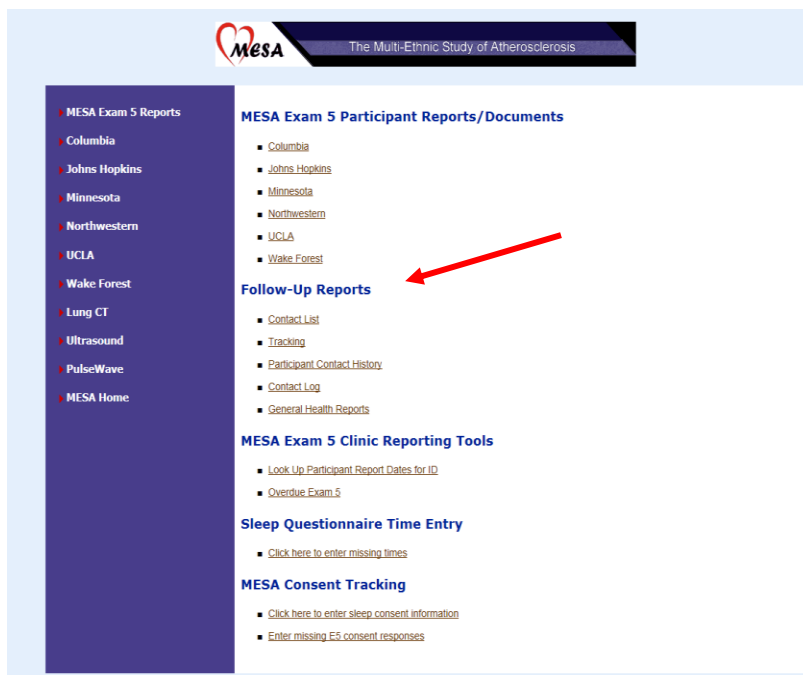 MESA The Multi-Ethnic Study of Atherosclerosis
MESA Exam 5 Reports
Columbia
Johns Hopkins
Minnesota
Northwestern
UCLA
Wake Forest
Lung CT
Ultrasound
PulseWave
MESA Home
MESA Exam 5 Participant Reports/Documents
Columbia
Johns Hopkins
Minnesota
Northwestern
UCLA
Wake Forest
Follow-Up Reports
Contact List
Tracking
Participant Contact History
Contact Log
General Health Reports
MESA Exam 5 Clinic Reporting Tools
Look Up Participant Report Dates for ID
Overdue Exam 5
Sleep Questionnaire Time Entry
Click here to enter missing times
MESA Consent Tracking
Click here to enter sleep consent information
Enter missing E5 consent responses